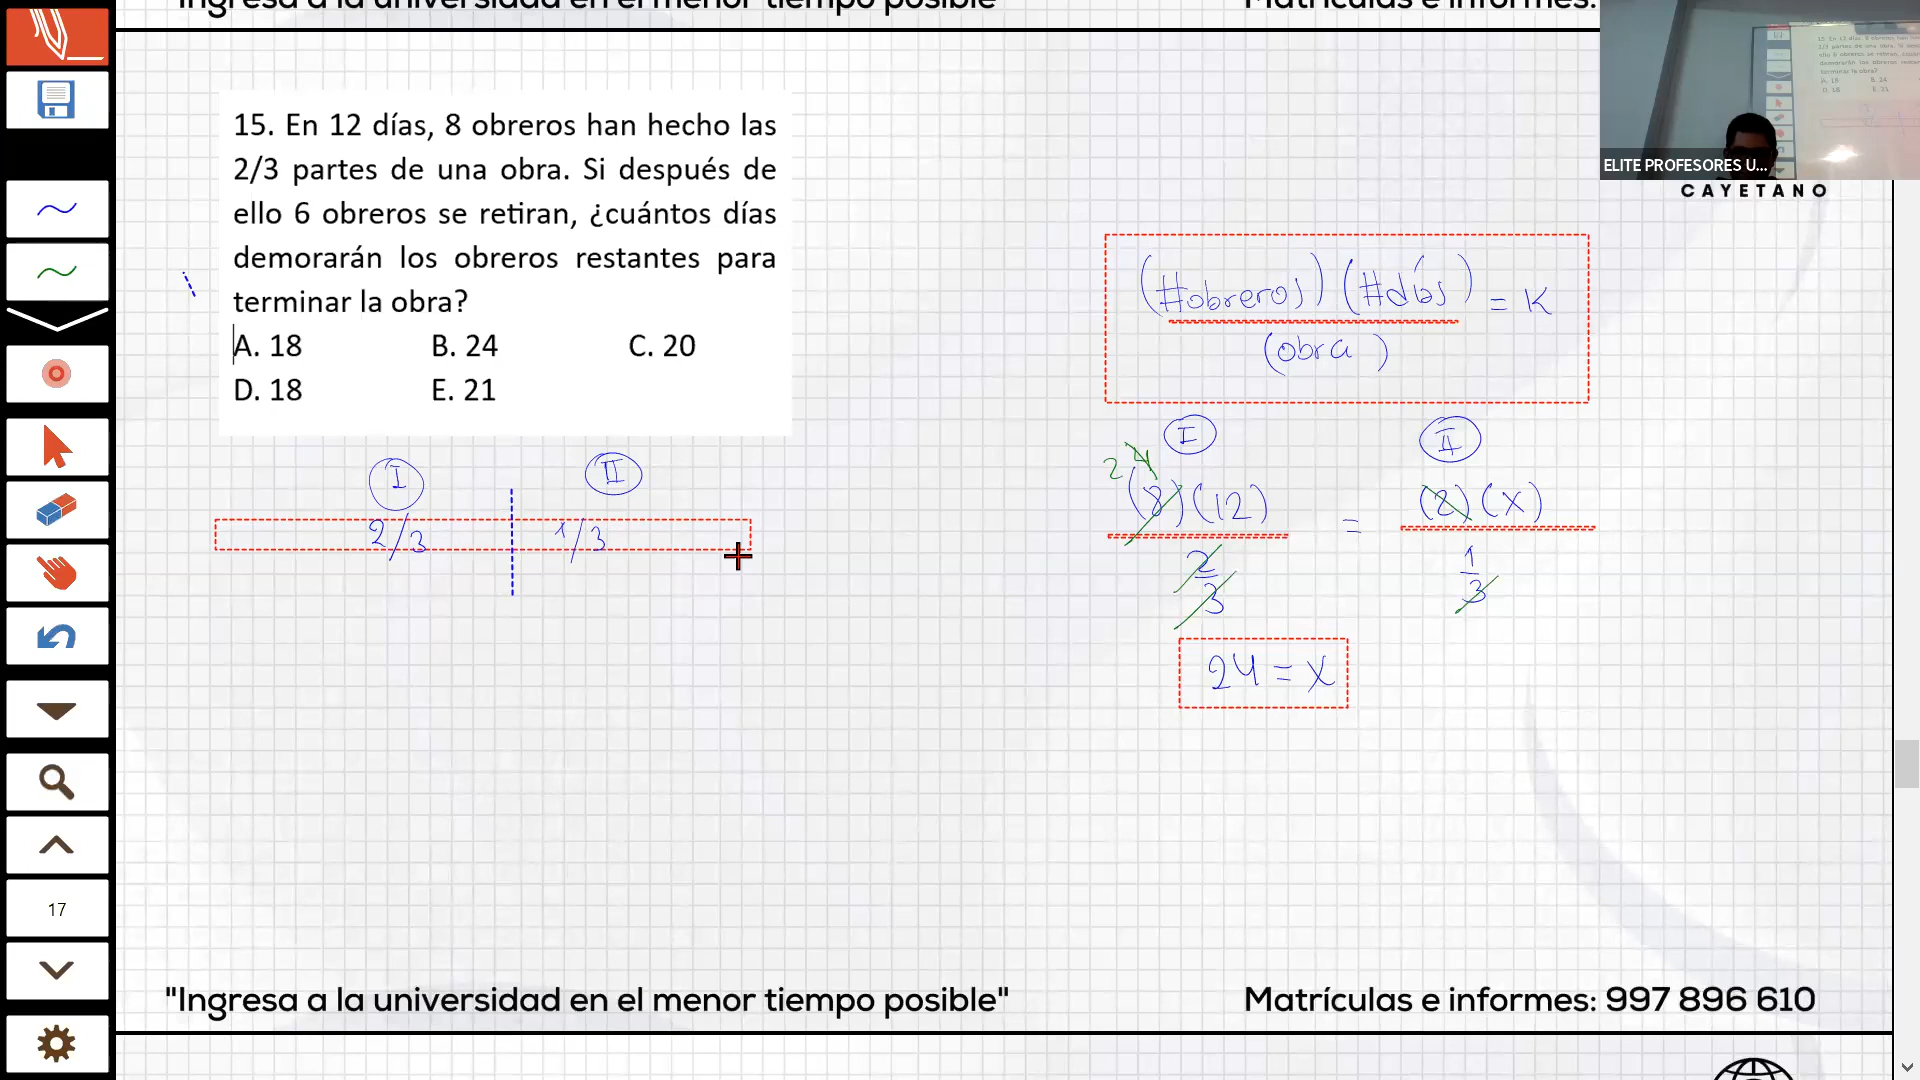 "Ingresa a la universidad en el menor tiempo posible"
Matrículas e informes:
ELITE PROFESORES U...
CAYETANO
15. En 12 días, 8 obreros han hecho las
2/3 partes de una obra. Si después de
ello 6 obreros se retiran, ¿cuántos días
demorarán los obreros restantes para
terminar la obra?
A. 18 B. 24 C. 20
D. 18 E. 21
I II
2/3 1/3
(#obreros) (#días) = K
(obra)
I II
2 4
(8)(12) = (2)(x)
2/3 1/3
24 = x
17
"Ingresa a la universidad en el menor tiempo posible"
Matrículas e informes: 997 896 610